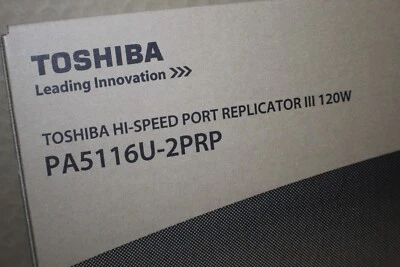 TOSHIBA
Leading Innovation >>>
TOSHIBA HI-SPEED PORT REPLICATOR III 120W
PA5116U-2PRP